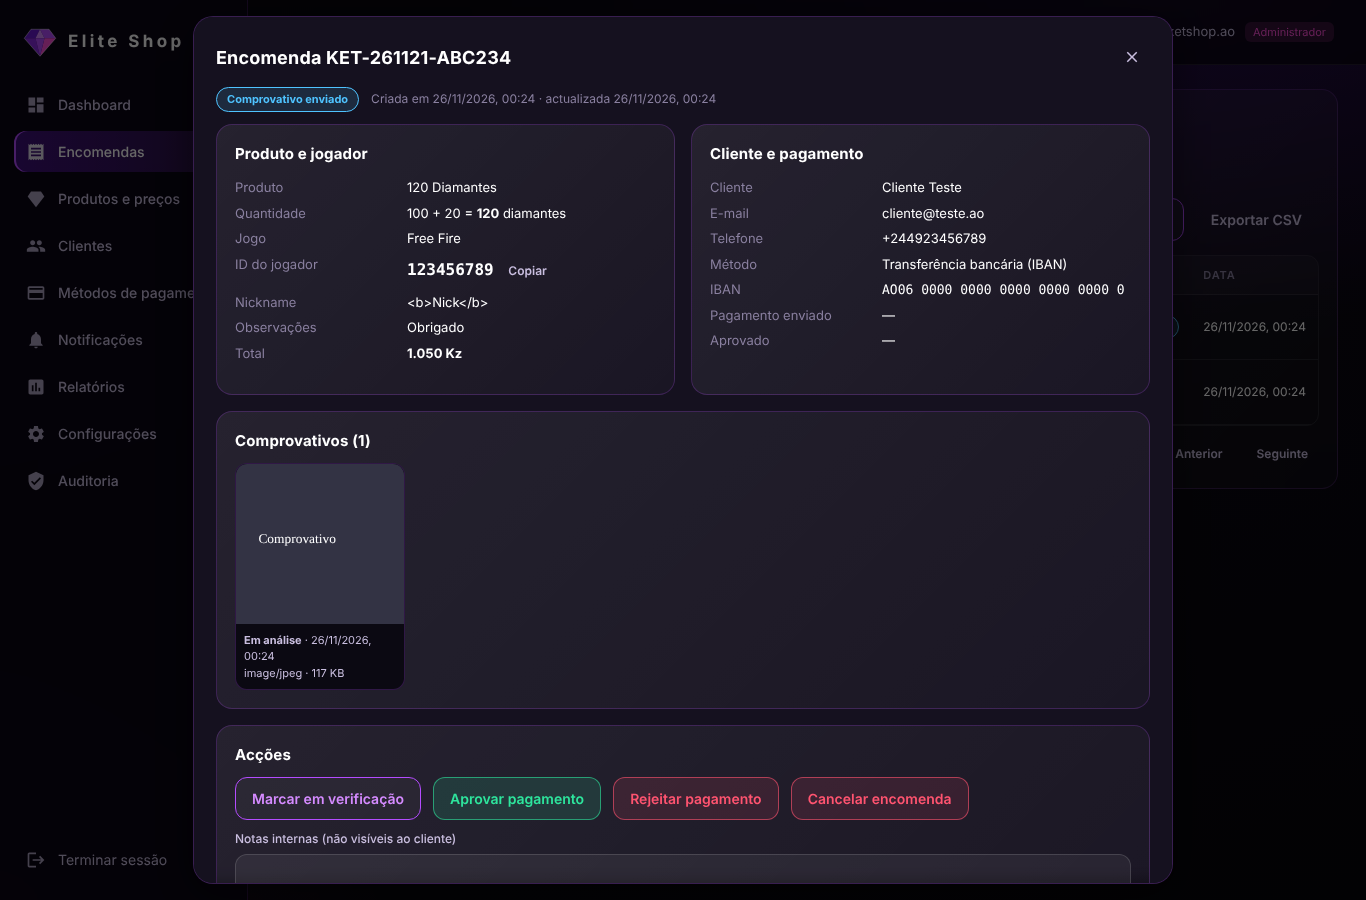 Elite Shop
Dashboard
Encomendas
Produtos e preços
Clientes
Métodos de pagame
Notificações
Relatórios
Configurações
Auditoria
Terminar sessão
etshop.ao
Administrador
Exportar CSV
DATA
26/11/2026, 00:24
26/11/2026, 00:24
Anterior
Seguinte
Encomenda KET-261121-ABC234
Comprovativo enviado
Criada em 26/11/2026, 00:24 · actualizada 26/11/2026, 00:24
Produto e jogador
Produto 120 Diamantes
Quantidade 100 + 20 = 120 diamantes
Jogo Free Fire
ID do jogador 123456789 Copiar
Nickname <b>Nick</b>
Observações Obrigado
Total 1.050 Kz
Cliente e pagamento
Cliente Cliente Teste
E-mail cliente@teste.ao
Telefone +244923456789
Método Transferência bancária (IBAN)
IBAN AO06 0000 0000 0000 0000 0000 0
Pagamento enviado —
Aprovado —
Comprovativos (1)
Comprovativo
Em análise · 26/11/2026,
00:24
image/jpeg · 117 KB
Acções
Marcar em verificação
Aprovar pagamento
Rejeitar pagamento
Cancelar encomenda
Notas internas (não visíveis ao cliente)